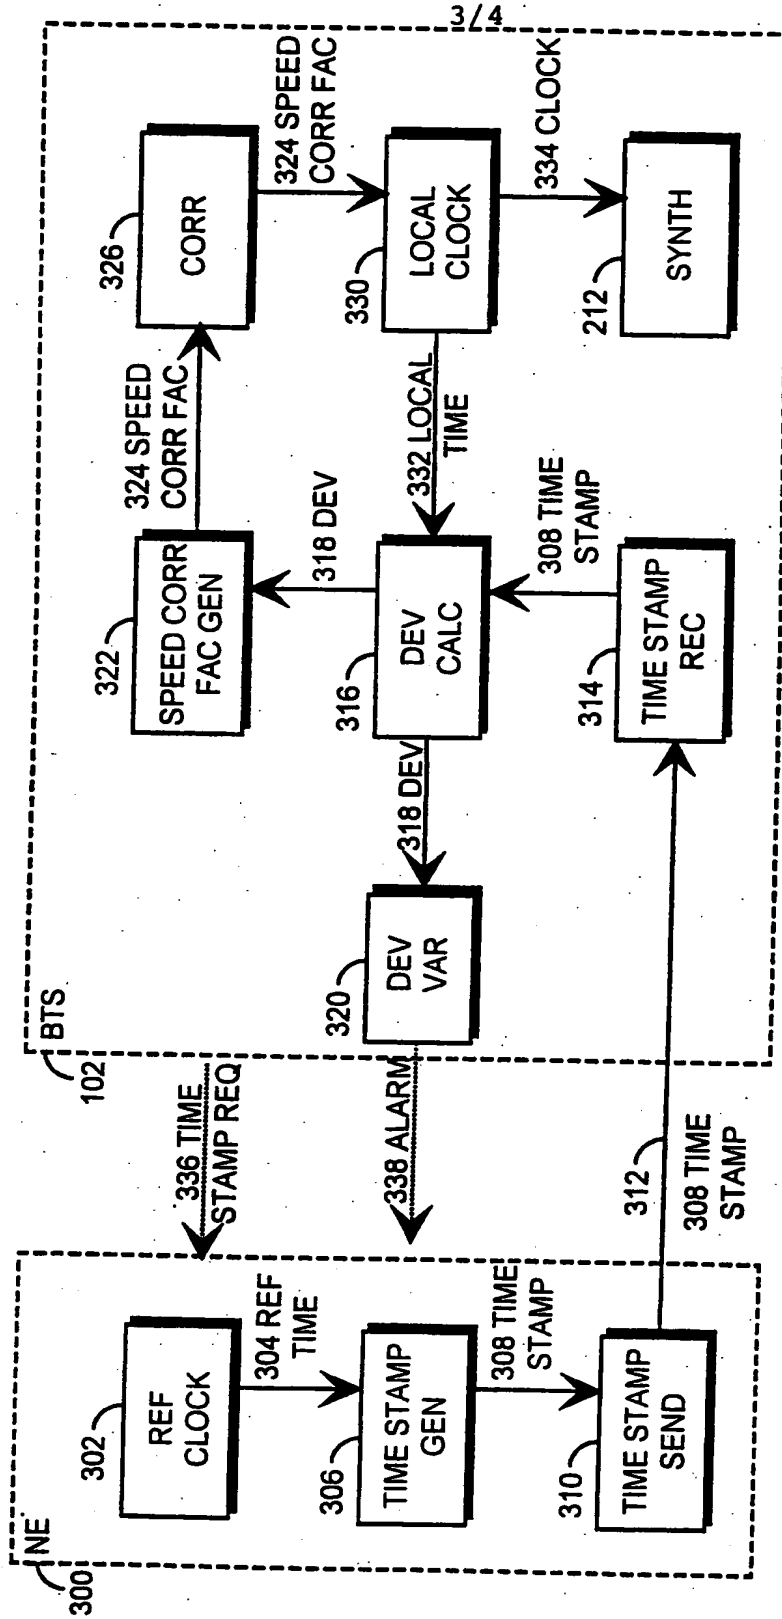 3/4
300
NE
302
REF
CLOCK
304 REF
TIME
306
TIME STAMP
GEN
308 TIME
STAMP
310
TIME STAMP
SEND
336 TIME
STAMP REQ
338 ALARM
312
308 TIME
STAMP
102
BTS
320
DEV
VAR
318 DEV
322
SPEED CORR
FAC GEN
318 DEV
316
DEV
CALC
308 TIME
STAMP
314
TIME STAMP
REC
324 SPEED
CORR FAC
332 LOCAL
TIME
326
CORR
324 SPEED
CORR FAC
330
LOCAL
CLOCK
334 CLOCK
212
SYNTH